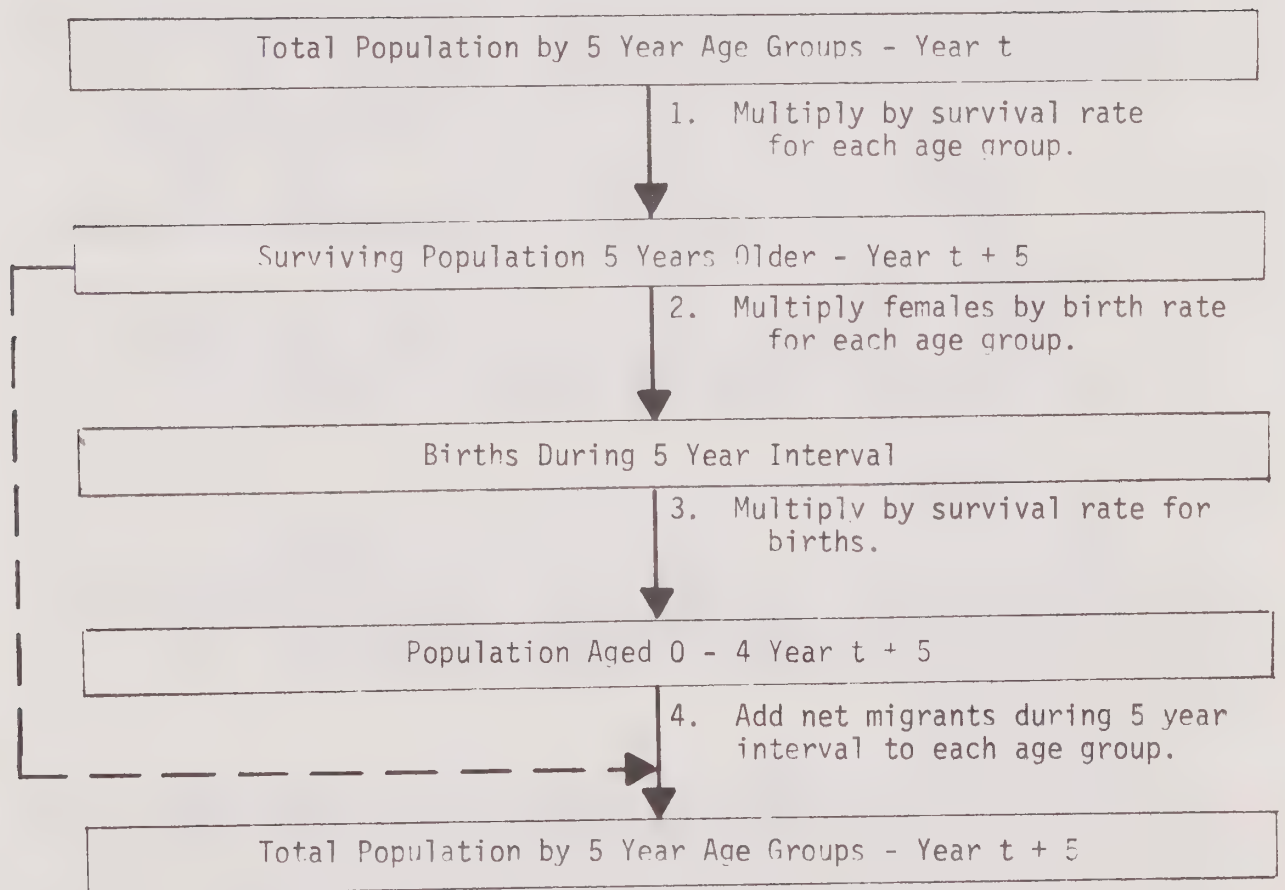 Total Population by 5 Year Age Groups - Year t
1. Multiply by survival rate
for each age group.
Surviving Population 5 Years Older - Year t + 5
2. Multiply females by birth rate
for each age group.
Births During 5 Year Interval
3. Multiply by survival rate for
births.
Population Aged 0 - 4 Year t + 5
4. Add net migrants during 5 year
interval to each age group.
Total Population by 5 Year Age Groups - Year t + 5